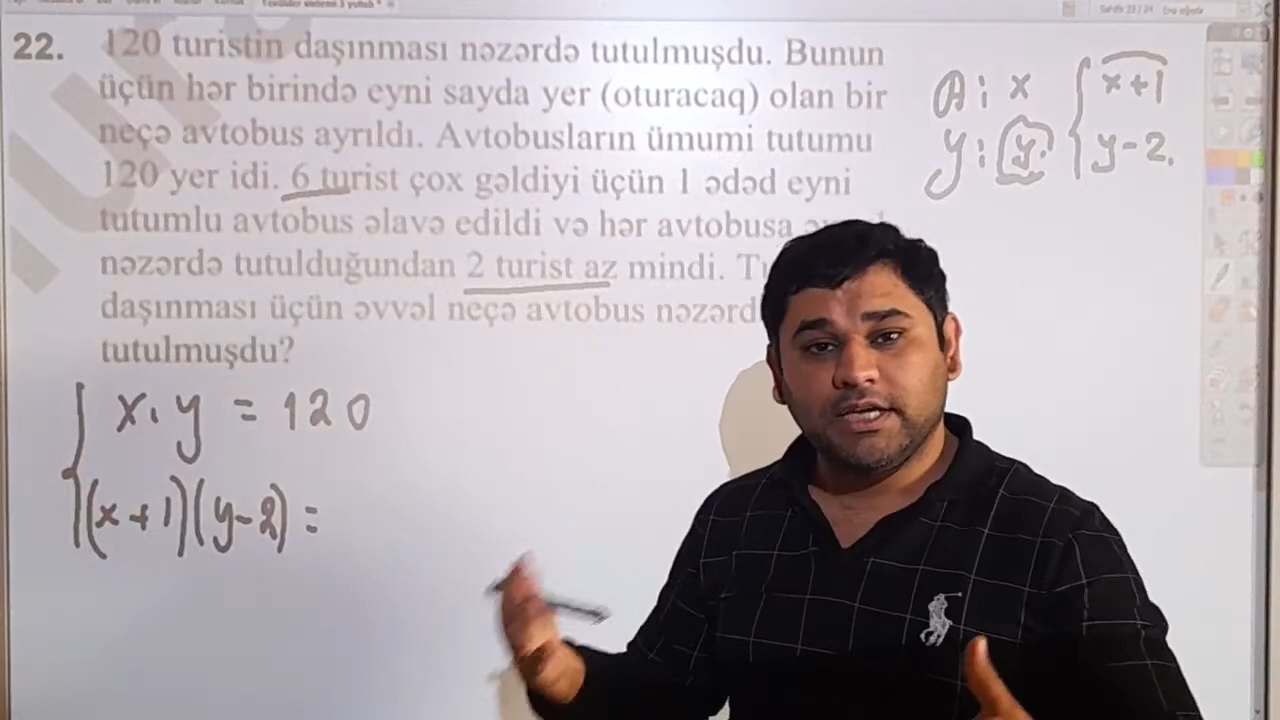 22. 120 turistin daşınması nəzərdə tutulmuşdu. Bunun
üçün hər birində eyni sayda yer (oturacaq) olan bir
neçə avtobus ayrıldı. Avtobusların ümumi tutumu
120 yer idi. 6 turist çox gəldiyi üçün 1 ədəd eyni
tutumlu avtobus əlavə edildi və hər avtobusa
nəzərdə tutulduğundan 2 turist az mindi.
daşınması üçün əvvəl neçə avtobus
tutulmuşdu?
A: x { x+1
y: y. { y-2.
{ x·y = 120
(x+1)(y-2) =